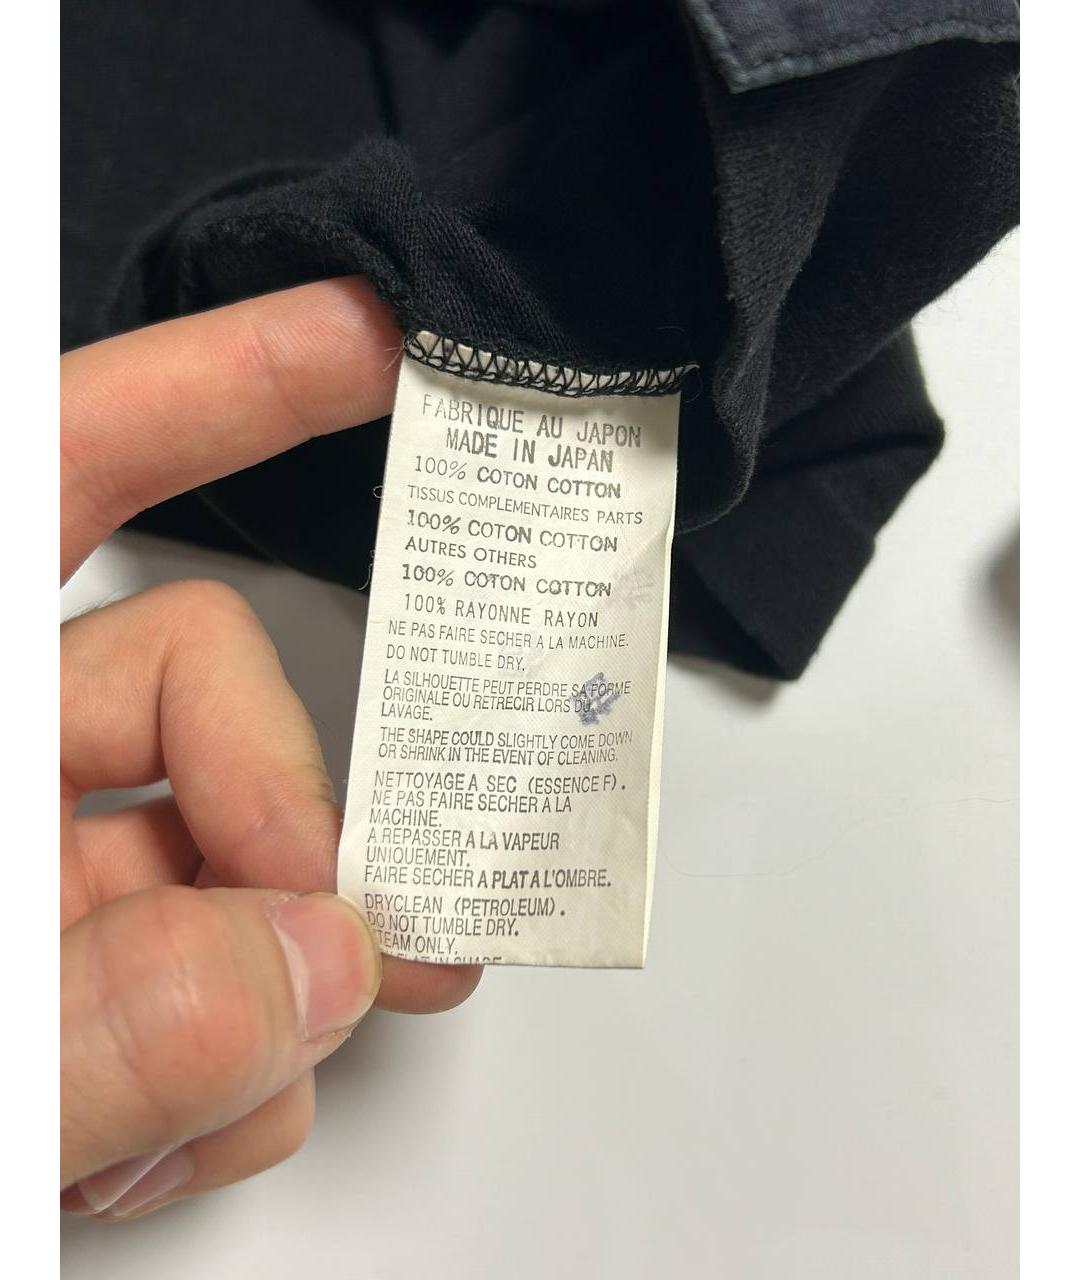 FABRIQUE AU JAPON
MADE IN JAPAN
100% COTON COTTON
TISSUS COMPLEMENTAIRES PARTS
100% COTON COTTON
AUTRES OTHERS
100% COTON COTTON
100% RAYONNE RAYON
NE PAS FAIRE SECHER A LA MACHINE.
DO NOT TUMBLE DRY.
LA SILHOUETTE PEUT PERDRE SA FORME
ORIGINALE OU RETRECIR LORS DU
LAVAGE.
THE SHAPE COULD SLIGHTLY COME DOWN
OR SHRINK IN THE EVENT OF CLEANING.
NETTOYAGE A SEC (ESSENCE F).
NE PAS FAIRE SECHER A LA
MACHINE.
A REPASSER A LA VAPEUR
UNIQUEMENT.
FAIRE SECHER A PLAT A L'OMBRE.
DRYCLEAN (PETROLEUM).
DO NOT TUMBLE DRY.
TEAM ONLY.
FLAT IN SHADE